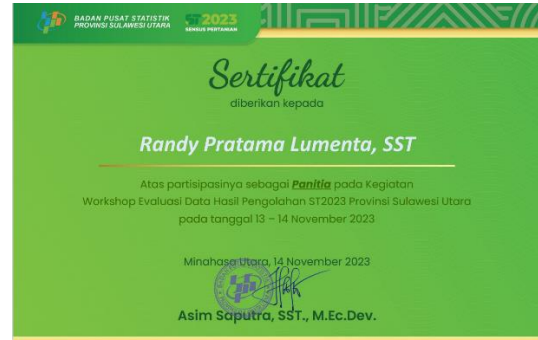 BADAN PUSAT STATISTIK
PROVINSI SULAWESI UTARA
ST2023
SENSUS PERTANIAN
Sertifikat
diberikan kepada
Randy Pratama Lumenta, SST
Atas partisipasinya sebagai Panitia pada Kegiatan
Workshop Evaluasi Data Hasil Pengolahan ST2023 Provinsi Sulawesi Utara
pada tanggal 13 – 14 November 2023
Minahasa Utara, 14 November 2023
Asim Saputra, SST., M.Ec.Dev.